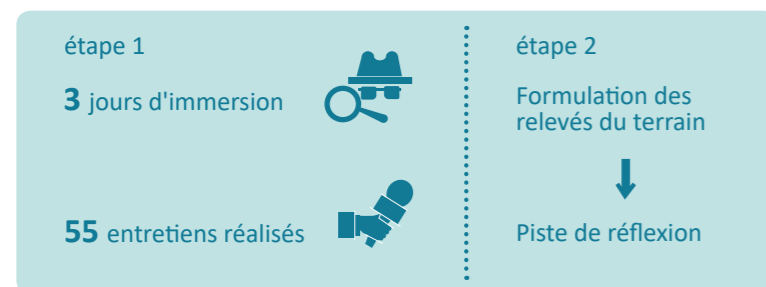 étape 1
3 jours d'immersion
55 entretiens réalisés
étape 2
Formulation des
relevés du terrain
Piste de réflexion